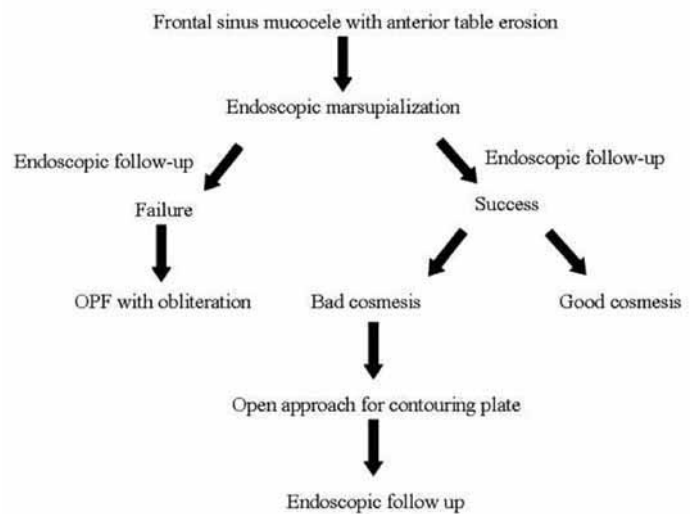 Frontal sinus mucocele with anterior table erosion
Endoscopic marsupialization
Endoscopic follow-up
Endoscopic follow-up
Failure
Success
OPF with obliteration
Bad cosmesis
Good cosmesis
Open approach for contouring plate
Endoscopic follow up